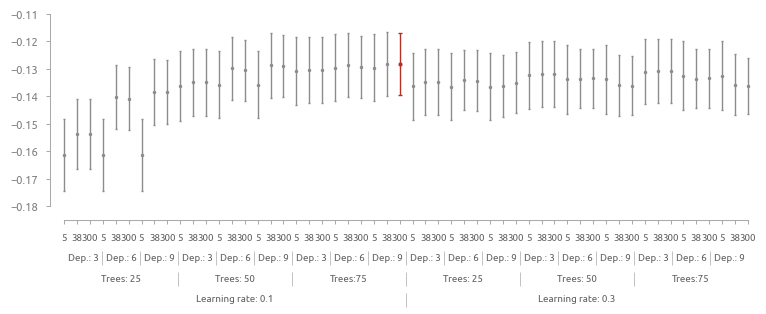 −0.11
−0.12
−0.13
−0.14
−0.15
−0.16
−0.17
−0.18
5 38300 5 38300 5 38300 5 38300 5 38300 5 38300 5 38300 5 38300 5 38300 5 38300 5 38300 5 38300 5 38300 5 38300 5 38300 5 38300 5 38300 5 38300
Dep.: 3 Dep.: 6 Dep.: 9 Dep.: 3 Dep.: 6 Dep.: 9 Dep.: 3 Dep.: 6 Dep.: 9 Dep.: 3 Dep.: 6 Dep.: 9 Dep.: 3 Dep.: 6 Dep.: 9 Dep.: 3 Dep.: 6 Dep.: 9
Trees: 25 Trees: 50 Trees:75 Trees: 25 Trees: 50 Trees:75
Learning rate: 0.1 Learning rate: 0.3